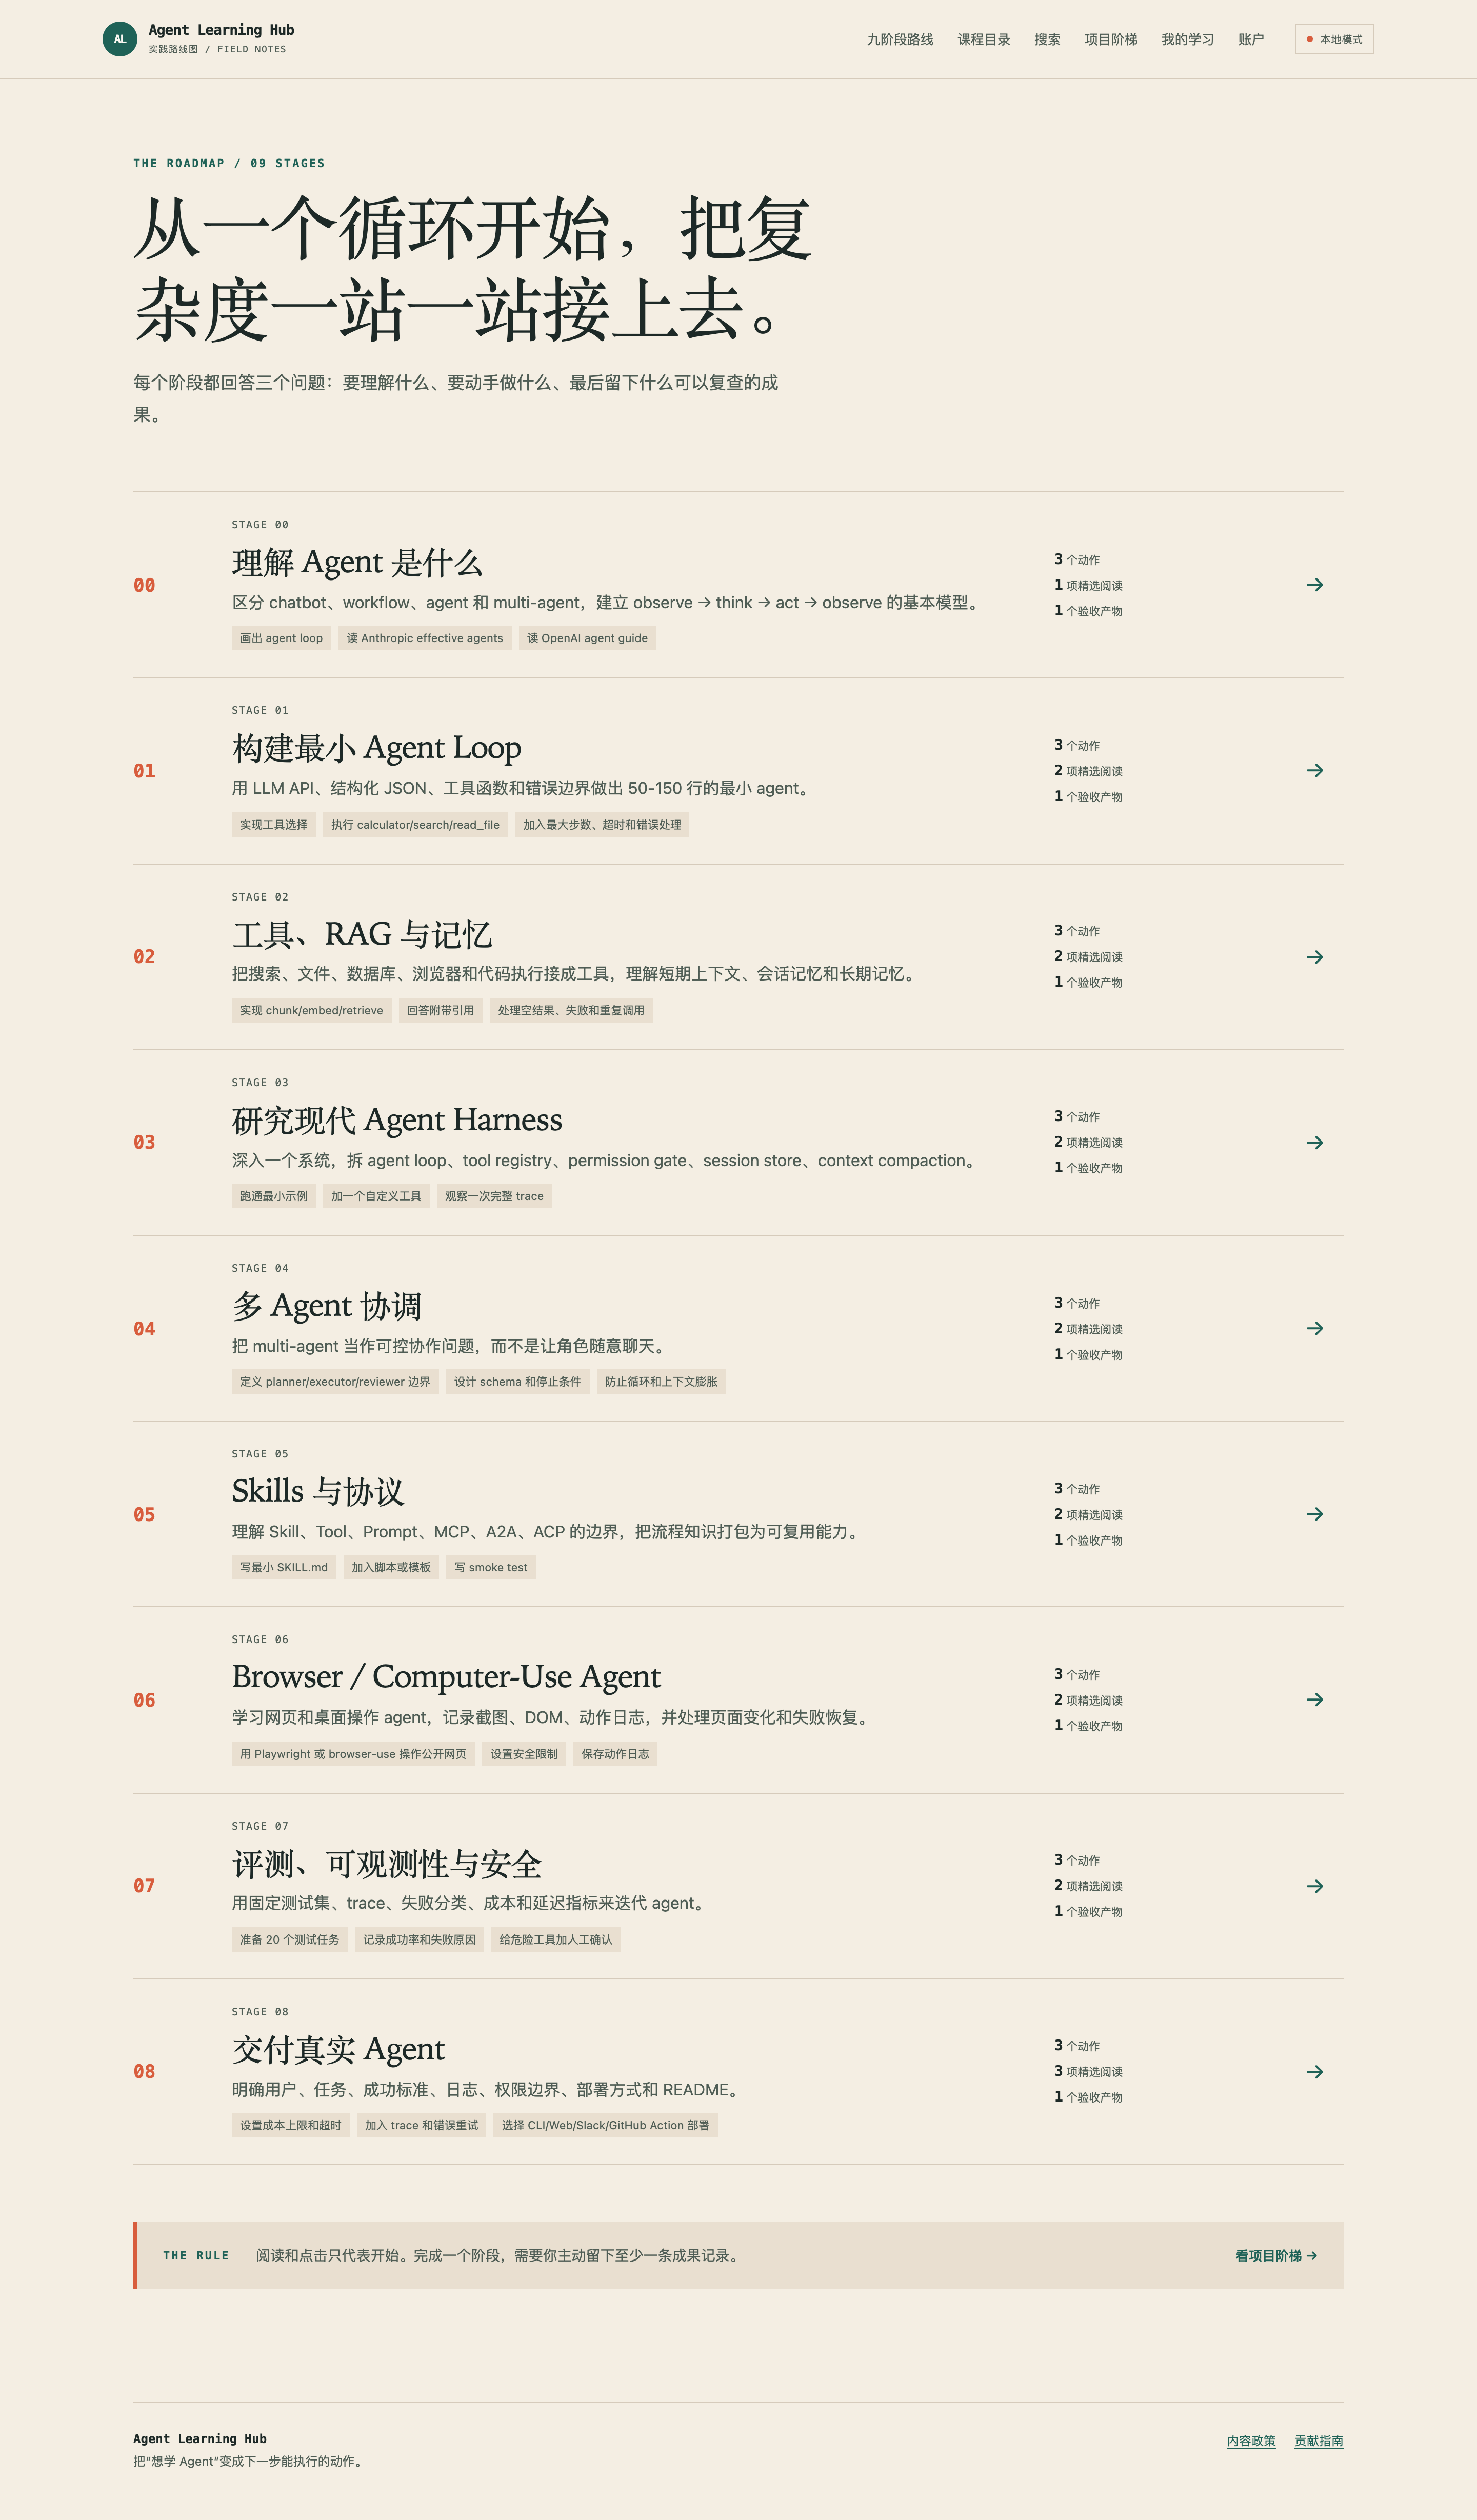 AL
Agent Learning Hub
实践路线图 / FIELD NOTES
九阶段路线 课程目录 搜索 项目阶梯 我的学习 账户 本地模式
THE ROADMAP / 09 STAGES
从一个循环开始，把复
杂度一站一站接上去。
每个阶段都回答三个问题：要理解什么、要动手做什么、最后留下什么可以复查的成
果。
STAGE 00
00
理解 Agent 是什么
区分 chatbot、workflow、agent 和 multi-agent，建立 observe → think → act → observe 的基本模型。
画出 agent loop 读 Anthropic effective agents 读 OpenAI agent guide
3 个动作
1 项精选阅读
1 个验收产物
→
STAGE 01
01
构建最小 Agent Loop
用 LLM API、结构化 JSON、工具函数和错误边界做出 50-150 行的最小 agent。
实现工具选择 执行 calculator/search/read_file 加入最大步数、超时和错误处理
3 个动作
2 项精选阅读
1 个验收产物
→
STAGE 02
02
工具、RAG 与记忆
把搜索、文件、数据库、浏览器和代码执行接成工具，理解短期上下文、会话记忆和长期记忆。
实现 chunk/embed/retrieve 回答附带引用 处理空结果、失败和重复调用
3 个动作
2 项精选阅读
1 个验收产物
→
STAGE 03
03
研究现代 Agent Harness
深入一个系统，拆 agent loop、tool registry、permission gate、session store、context compaction。
跑通最小示例 加一个自定义工具 观察一次完整 trace
3 个动作
2 项精选阅读
1 个验收产物
→
STAGE 04
04
多 Agent 协调
把 multi-agent 当作可控协作问题，而不是让角色随意聊天。
定义 planner/executor/reviewer 边界 设计 schema 和停止条件 防止循环和上下文膨胀
3 个动作
2 项精选阅读
1 个验收产物
→
STAGE 05
05
Skills 与协议
理解 Skill、Tool、Prompt、MCP、A2A、ACP 的边界，把流程知识打包为可复用能力。
写最小 SKILL.md 加入脚本或模板 写 smoke test
3 个动作
2 项精选阅读
1 个验收产物
→
STAGE 06
06
Browser / Computer-Use Agent
学习网页和桌面操作 agent，记录截图、DOM、动作日志，并处理页面变化和失败恢复。
用 Playwright 或 browser-use 操作公开网页 设置安全限制 保存动作日志
3 个动作
2 项精选阅读
1 个验收产物
→
STAGE 07
07
评测、可观测性与安全
用固定测试集、trace、失败分类、成本和延迟指标来迭代 agent。
准备 20 个测试任务 记录成功率和失败原因 给危险工具加人工确认
3 个动作
2 项精选阅读
1 个验收产物
→
STAGE 08
08
交付真实 Agent
明确用户、任务、成功标准、日志、权限边界、部署方式和 README。
设置成本上限和超时 加入 trace 和错误重试 选择 CLI/Web/Slack/GitHub Action 部署
3 个动作
3 项精选阅读
1 个验收产物
→
THE RULE 阅读和点击只代表开始。完成一个阶段，需要你主动留下至少一条成果记录。 看项目阶梯 →
Agent Learning Hub
把“想学 Agent”变成下一步能执行的动作。
内容政策 贡献指南